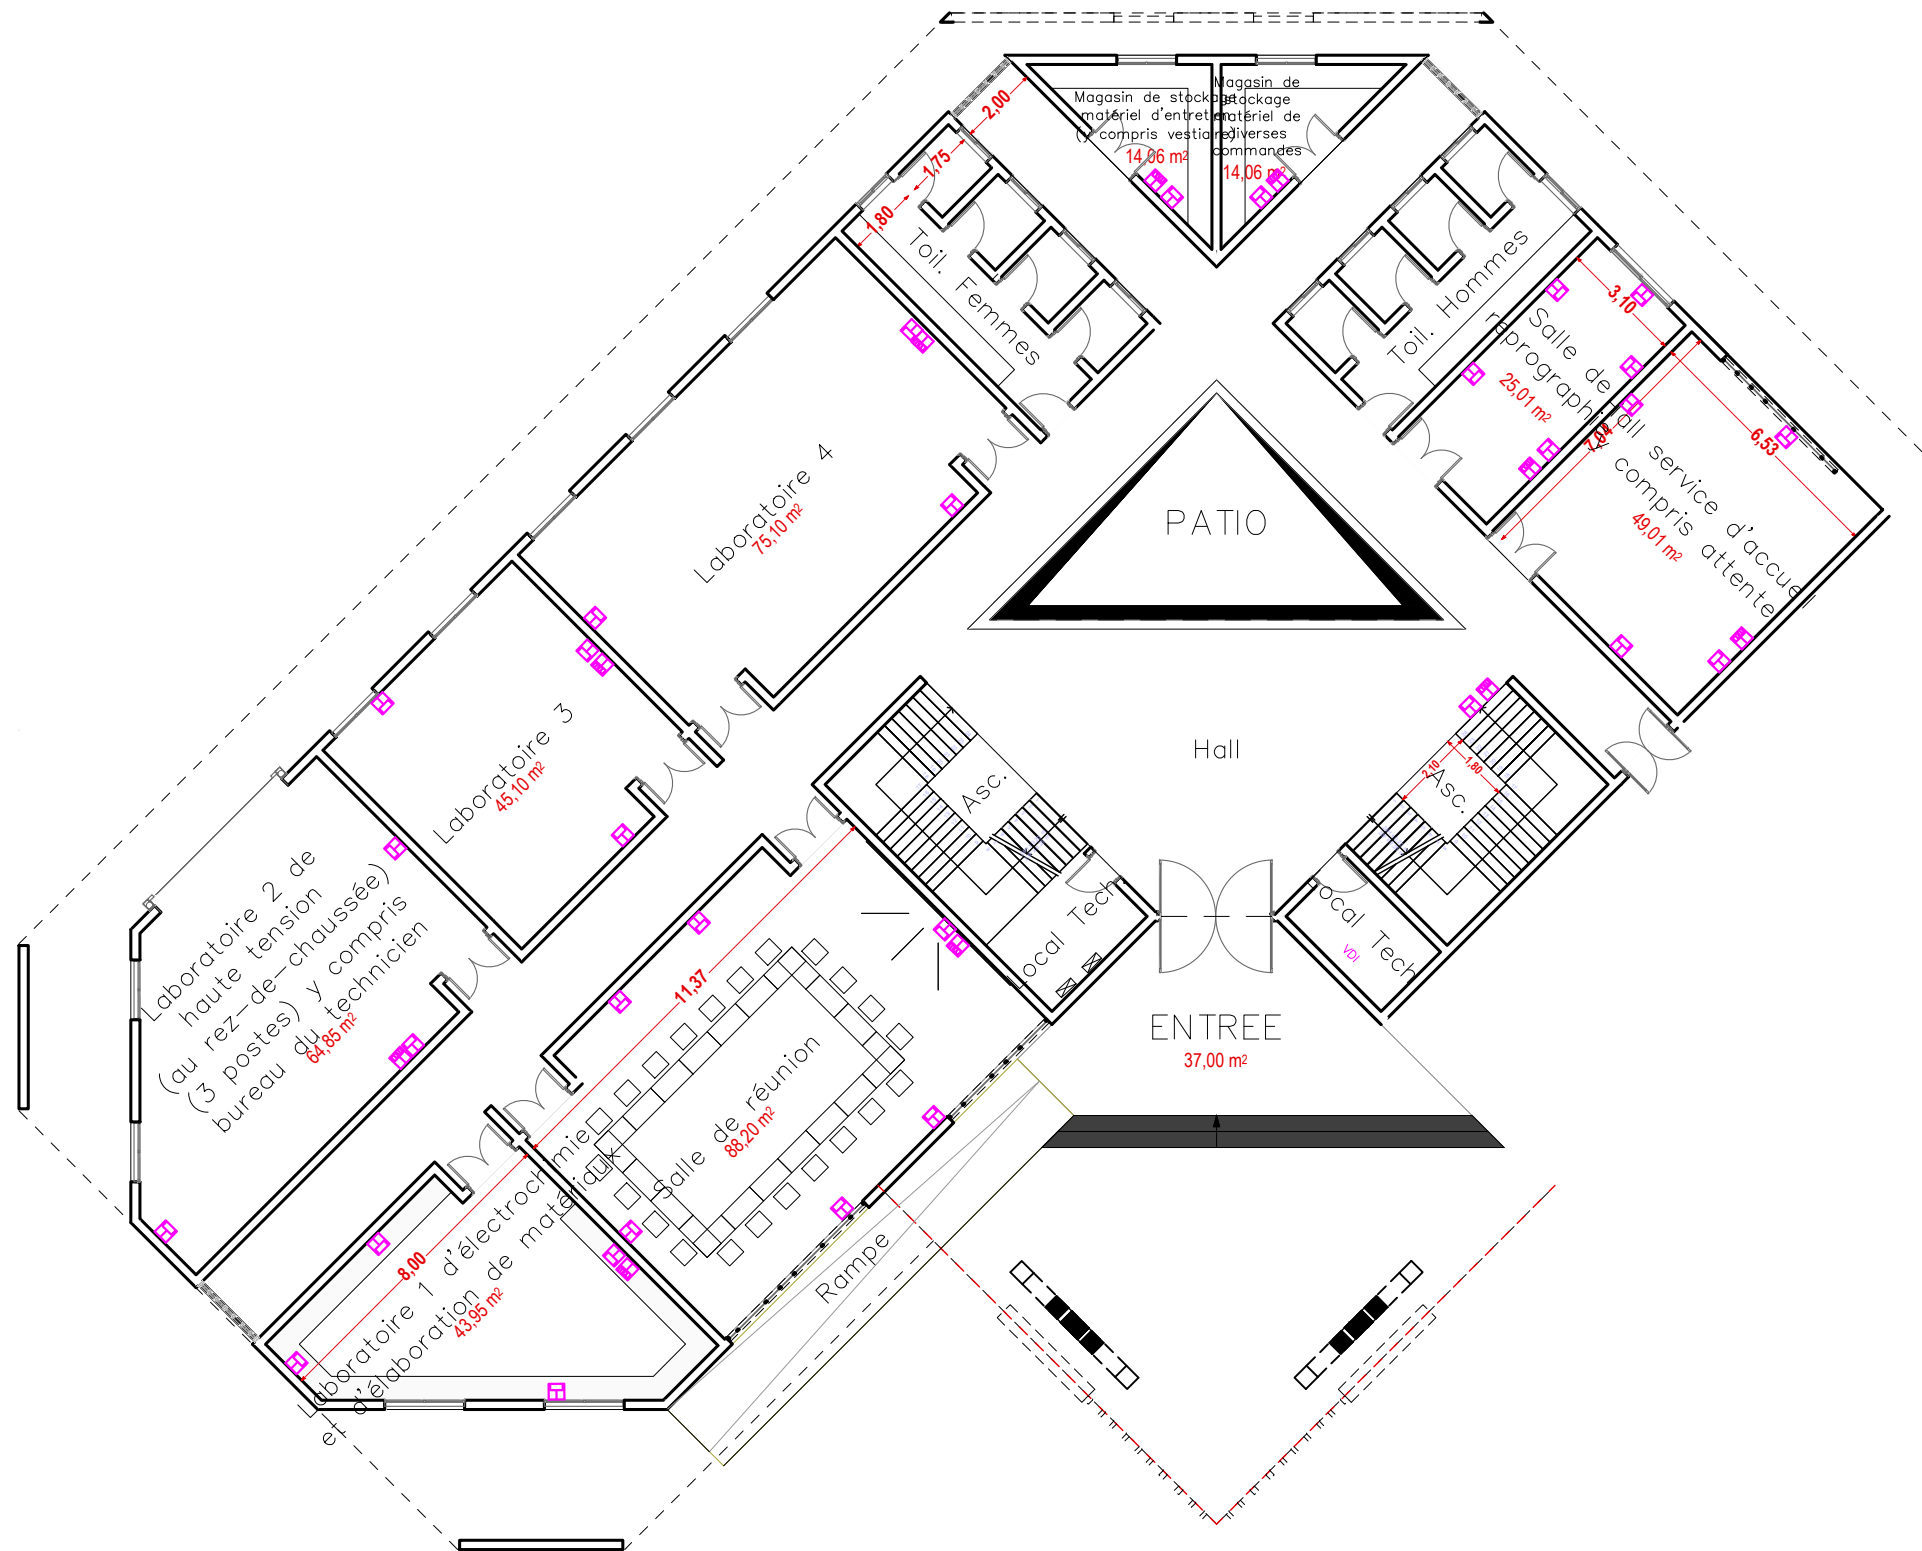 Magasin de stockage
matériel d'entretien
(y compris vestiaire)
14,06 m²
Magasin de
stockage
matériel de
diverses
commandes
14,06 m²
2,00
1,75
1,80
Toil. Femmes
Toil. Hommes
3,10
Salle de
reprographie
25,01 m²
7,04
6,53
Hall service d'accueil
y compris attente
49,01 m²
Laboratoire 4
75,10 m²
PATIO
Laboratoire 3
45,10 m²
Hall
Asc.
Asc.
2,10
1,80
Laboratoire 2 de
haute tension
(au rez-de-chaussée)
(3 postes) y compris
bureau du technicien
64,85 m²
Local Tech
Local Tech
VDI
11,37
Salle de réunion
88,20 m²
ENTREE
37,00 m²
8,00
Laboratoire 1 d'électrochimie
et d'élaboration de matériaux
43,95 m²
Rampe